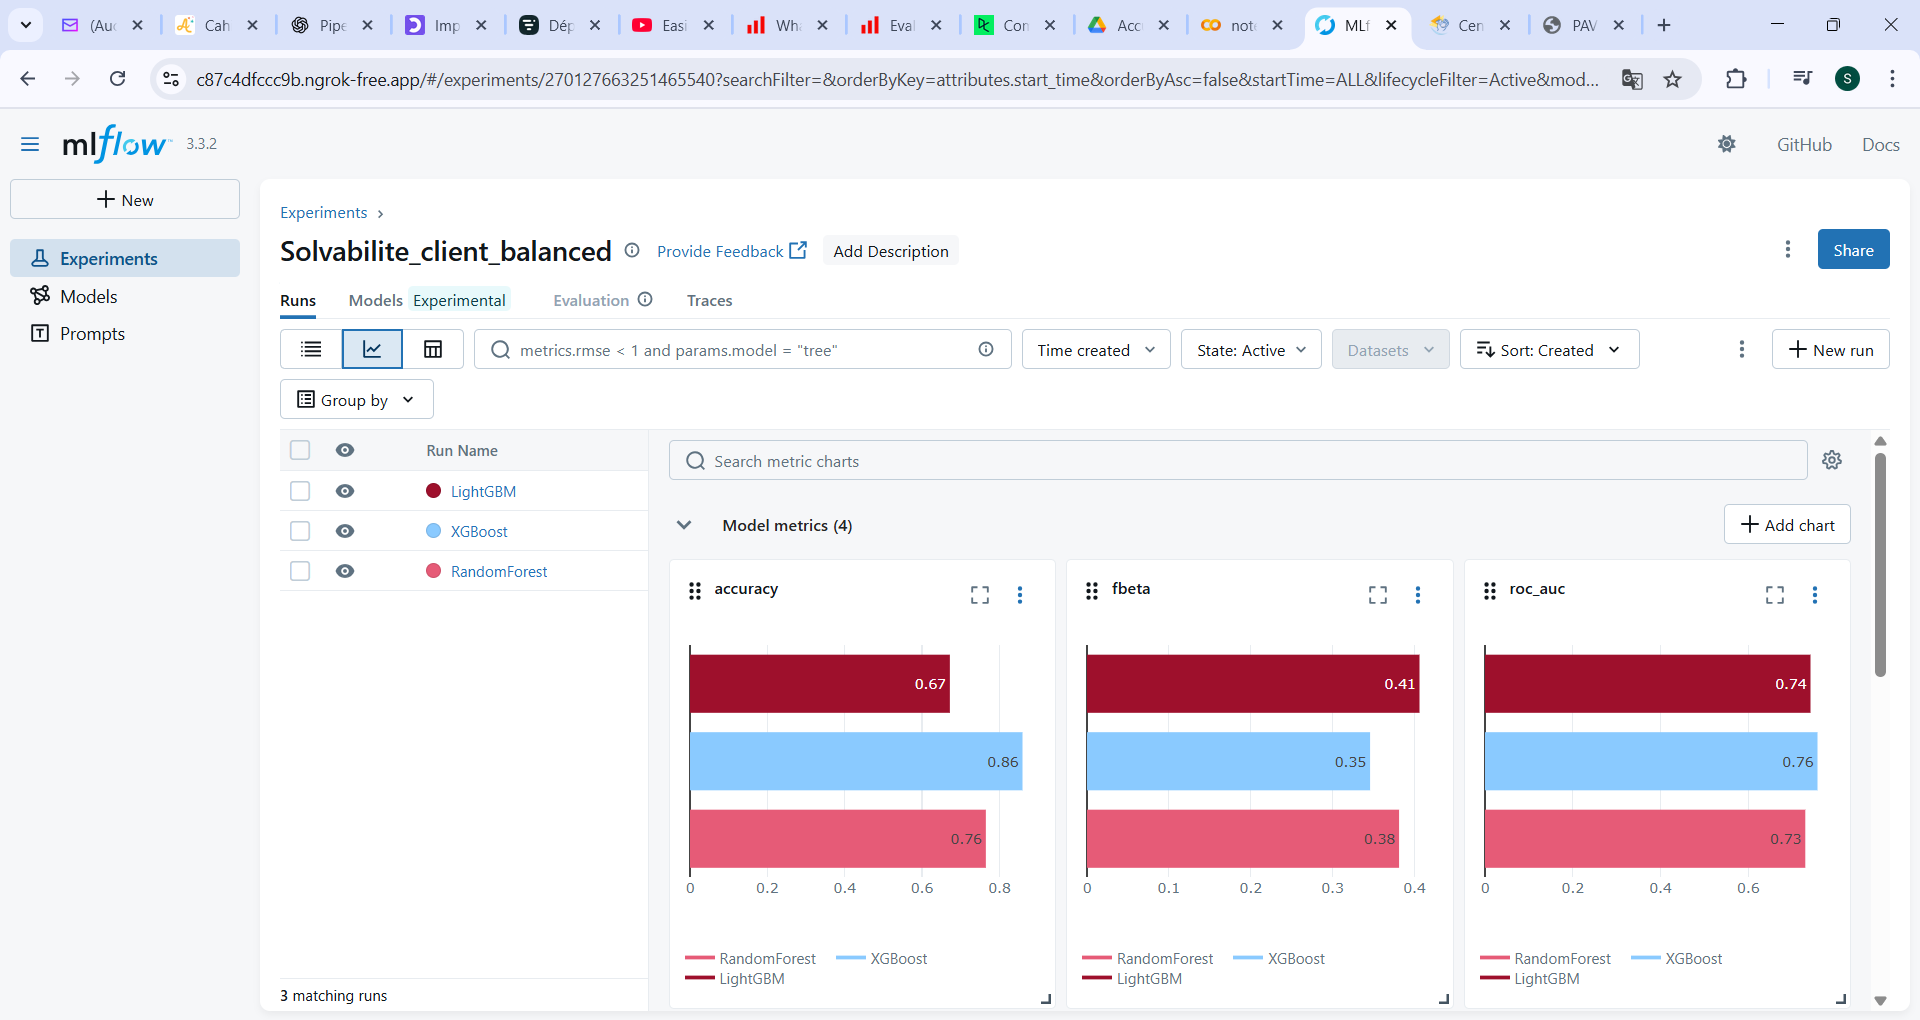 (Auc
Cah
Pipe
Imp
Dép
Easi
Wha
Eval
Con
Acc
note
MLf
Cen
PAV
c87c4dfccc9b.ngrok-free.app/#/experiments/270127663251465540?searchFilter=&orderByKey=attributes.start_time&orderByAsc=false&startTime=ALL&lifecycleFilter=Active&mod...
S
mlflow™ 3.3.2
GitHub Docs
New
Experiments
Models
Prompts
Experiments ›
Solvabilite_client_balanced Provide Feedback Add Description
Share
Runs Models Experimental Evaluation Traces
metrics.rmse < 1 and params.model = "tree" Time created State: Active Datasets Sort: Created New run
Group by
Run Name
LightGBM
XGBoost
RandomForest
3 matching runs
Search metric charts
Model metrics (4) Add chart
accuracy
0.67
0.86
0.76
0 0.2 0.4 0.6 0.8
RandomForest XGBoost
LightGBM
fbeta
0.41
0.35
0.38
0 0.1 0.2 0.3 0.4
RandomForest XGBoost
LightGBM
roc_auc
0.74
0.76
0.73
0 0.2 0.4 0.6
RandomForest XGBoost
LightGBM